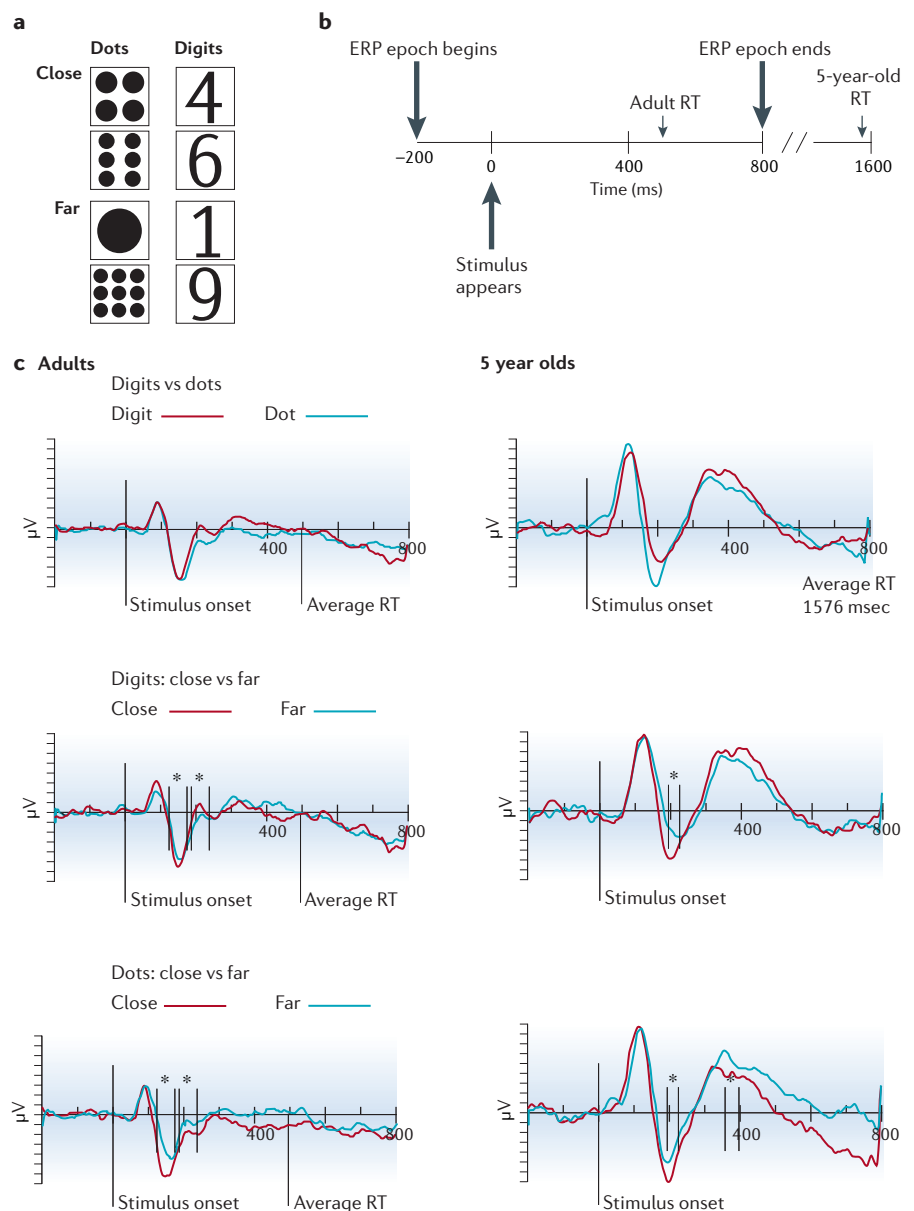 a
Dots Digits
Close
4
6
Far
1
9
b
ERP epoch begins
ERP epoch ends
Adult RT
5-year-old
RT
–200 0 400 800 1600
Time (ms)
Stimulus
appears
c Adults
5 year olds
Digits vs dots
Digit Dot
µV
400
800
Stimulus onset
Average RT
µV
400
800
Stimulus onset
Average RT
1576 msec
Digits: close vs far
Close Far
µV
* *
400
800
Stimulus onset
Average RT
µV
*
400
800
Stimulus onset
Dots: close vs far
Close Far
µV
* *
400
800
Stimulus onset
Average RT
µV
* *
400
800
Stimulus onset